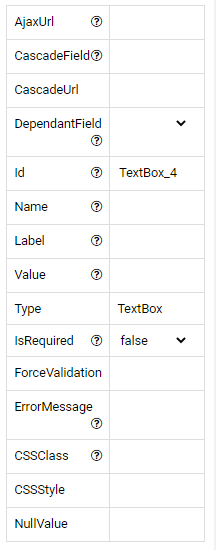 AjaxUrl ?
CascadeField ?
CascadeUrl
DependantField ?
Id ? TextBox_4
Name ?
Label ?
Value ?
Type TextBox
IsRequired ? false
ForceValidation
ErrorMessage ?
CSSClass ?
CSSStyle
NullValue